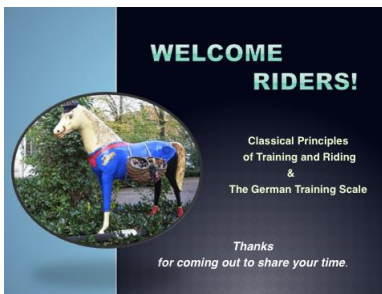 WELCOME
RIDERS!
Classical Principles
of Training and Riding
&
The German Training Scale
Thanks
for coming out to share your time.